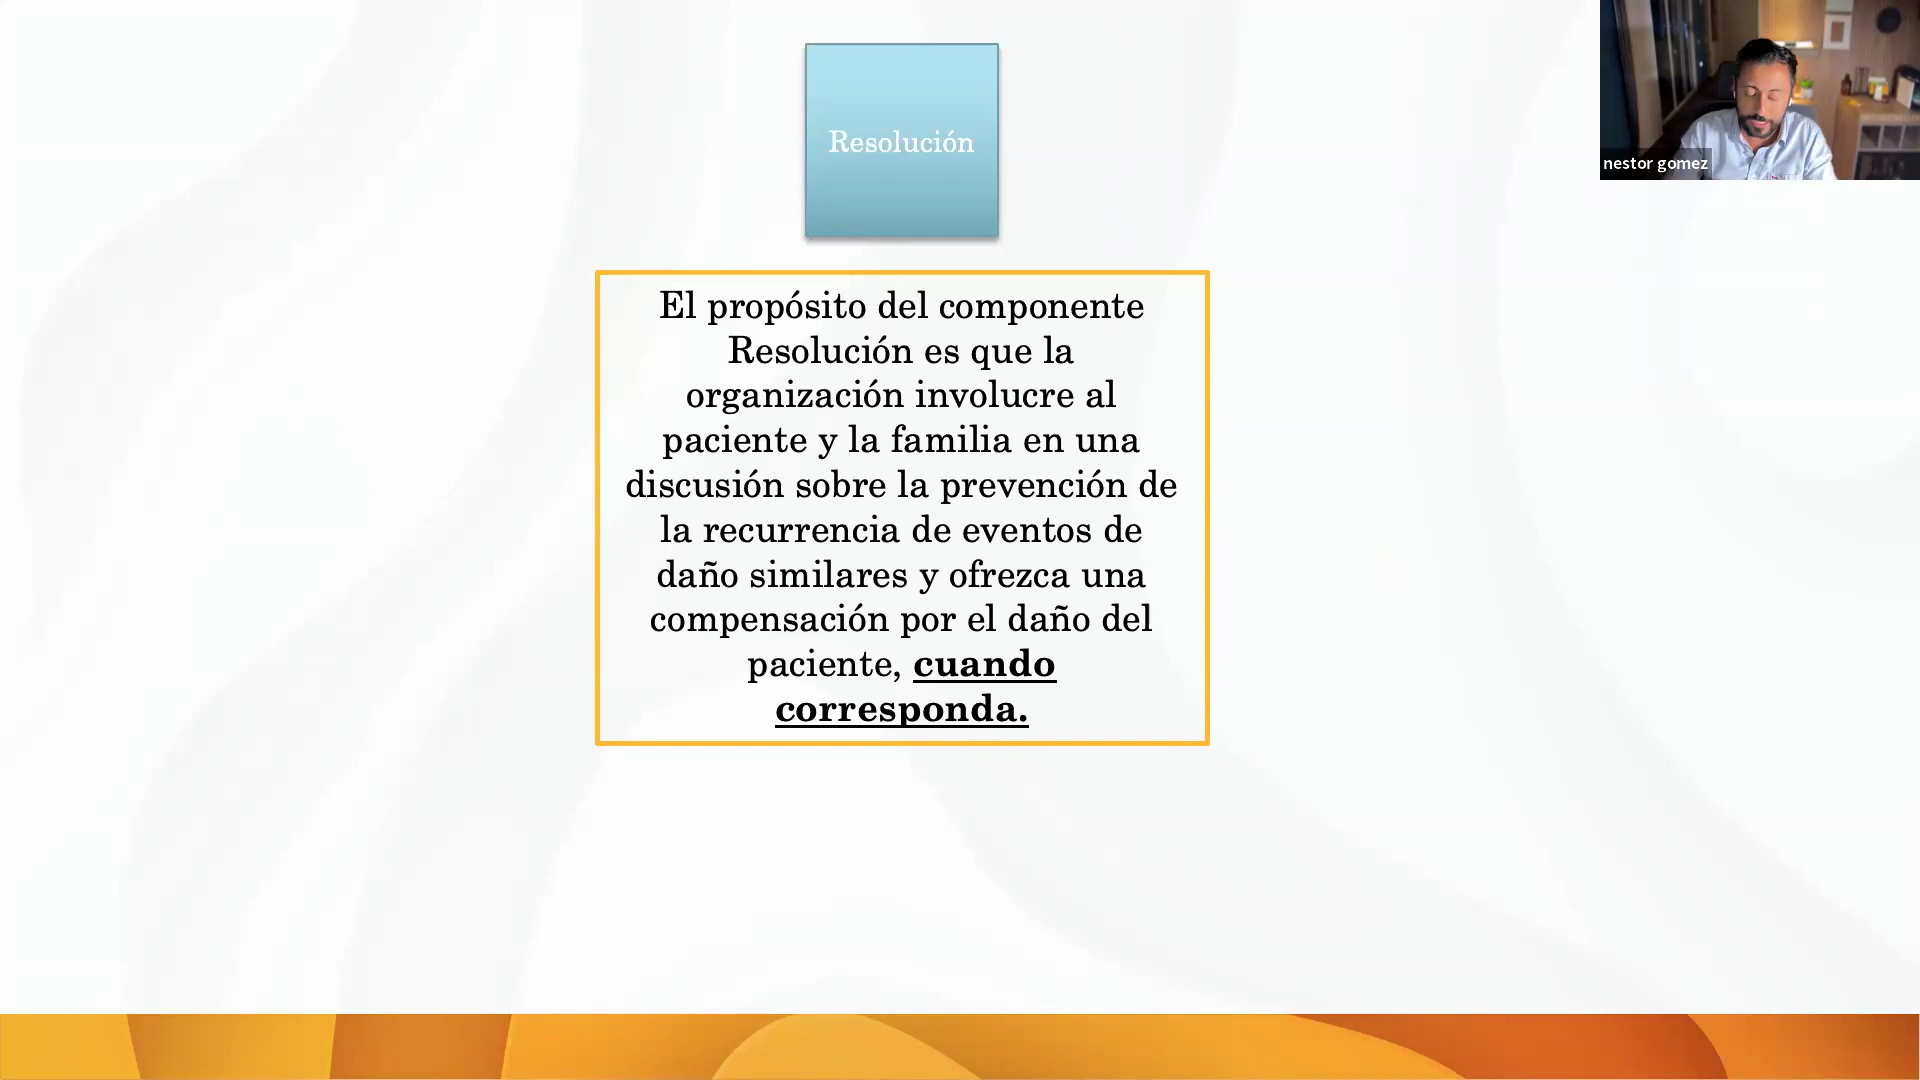 Resolución
nestor gomez
El propósito del componente
Resolución es que la
organización involucre al
paciente y la familia en una
discusión sobre la prevención de
la recurrencia de eventos de
daño similares y ofrezca una
compensación por el daño del
paciente, cuando
corresponda.